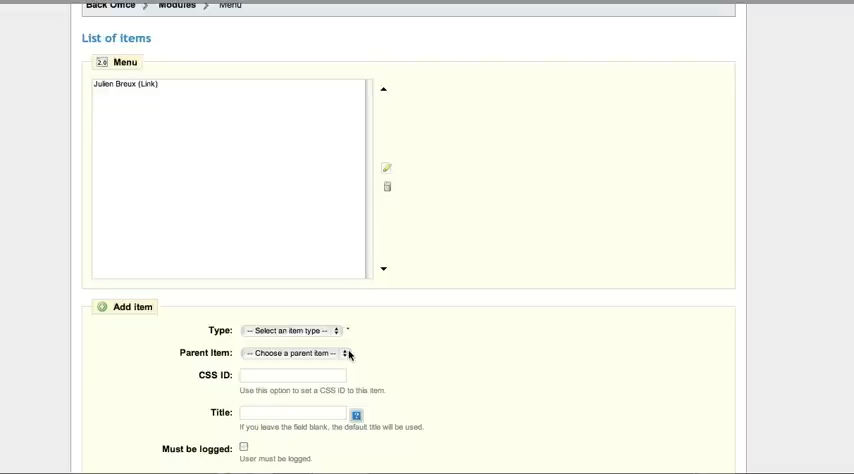 Back Office > Modules > Menu
List of items
2.0 Menu
Julien Breux (Link)
Add item
Type: -- Select an item type -- *
Parent Item: -- Choose a parent item --
CSS ID:
Use this option to set a CSS ID to this item.
Title:
If you leave the field blank, the default title will be used.
Must be logged:
User must be logged.